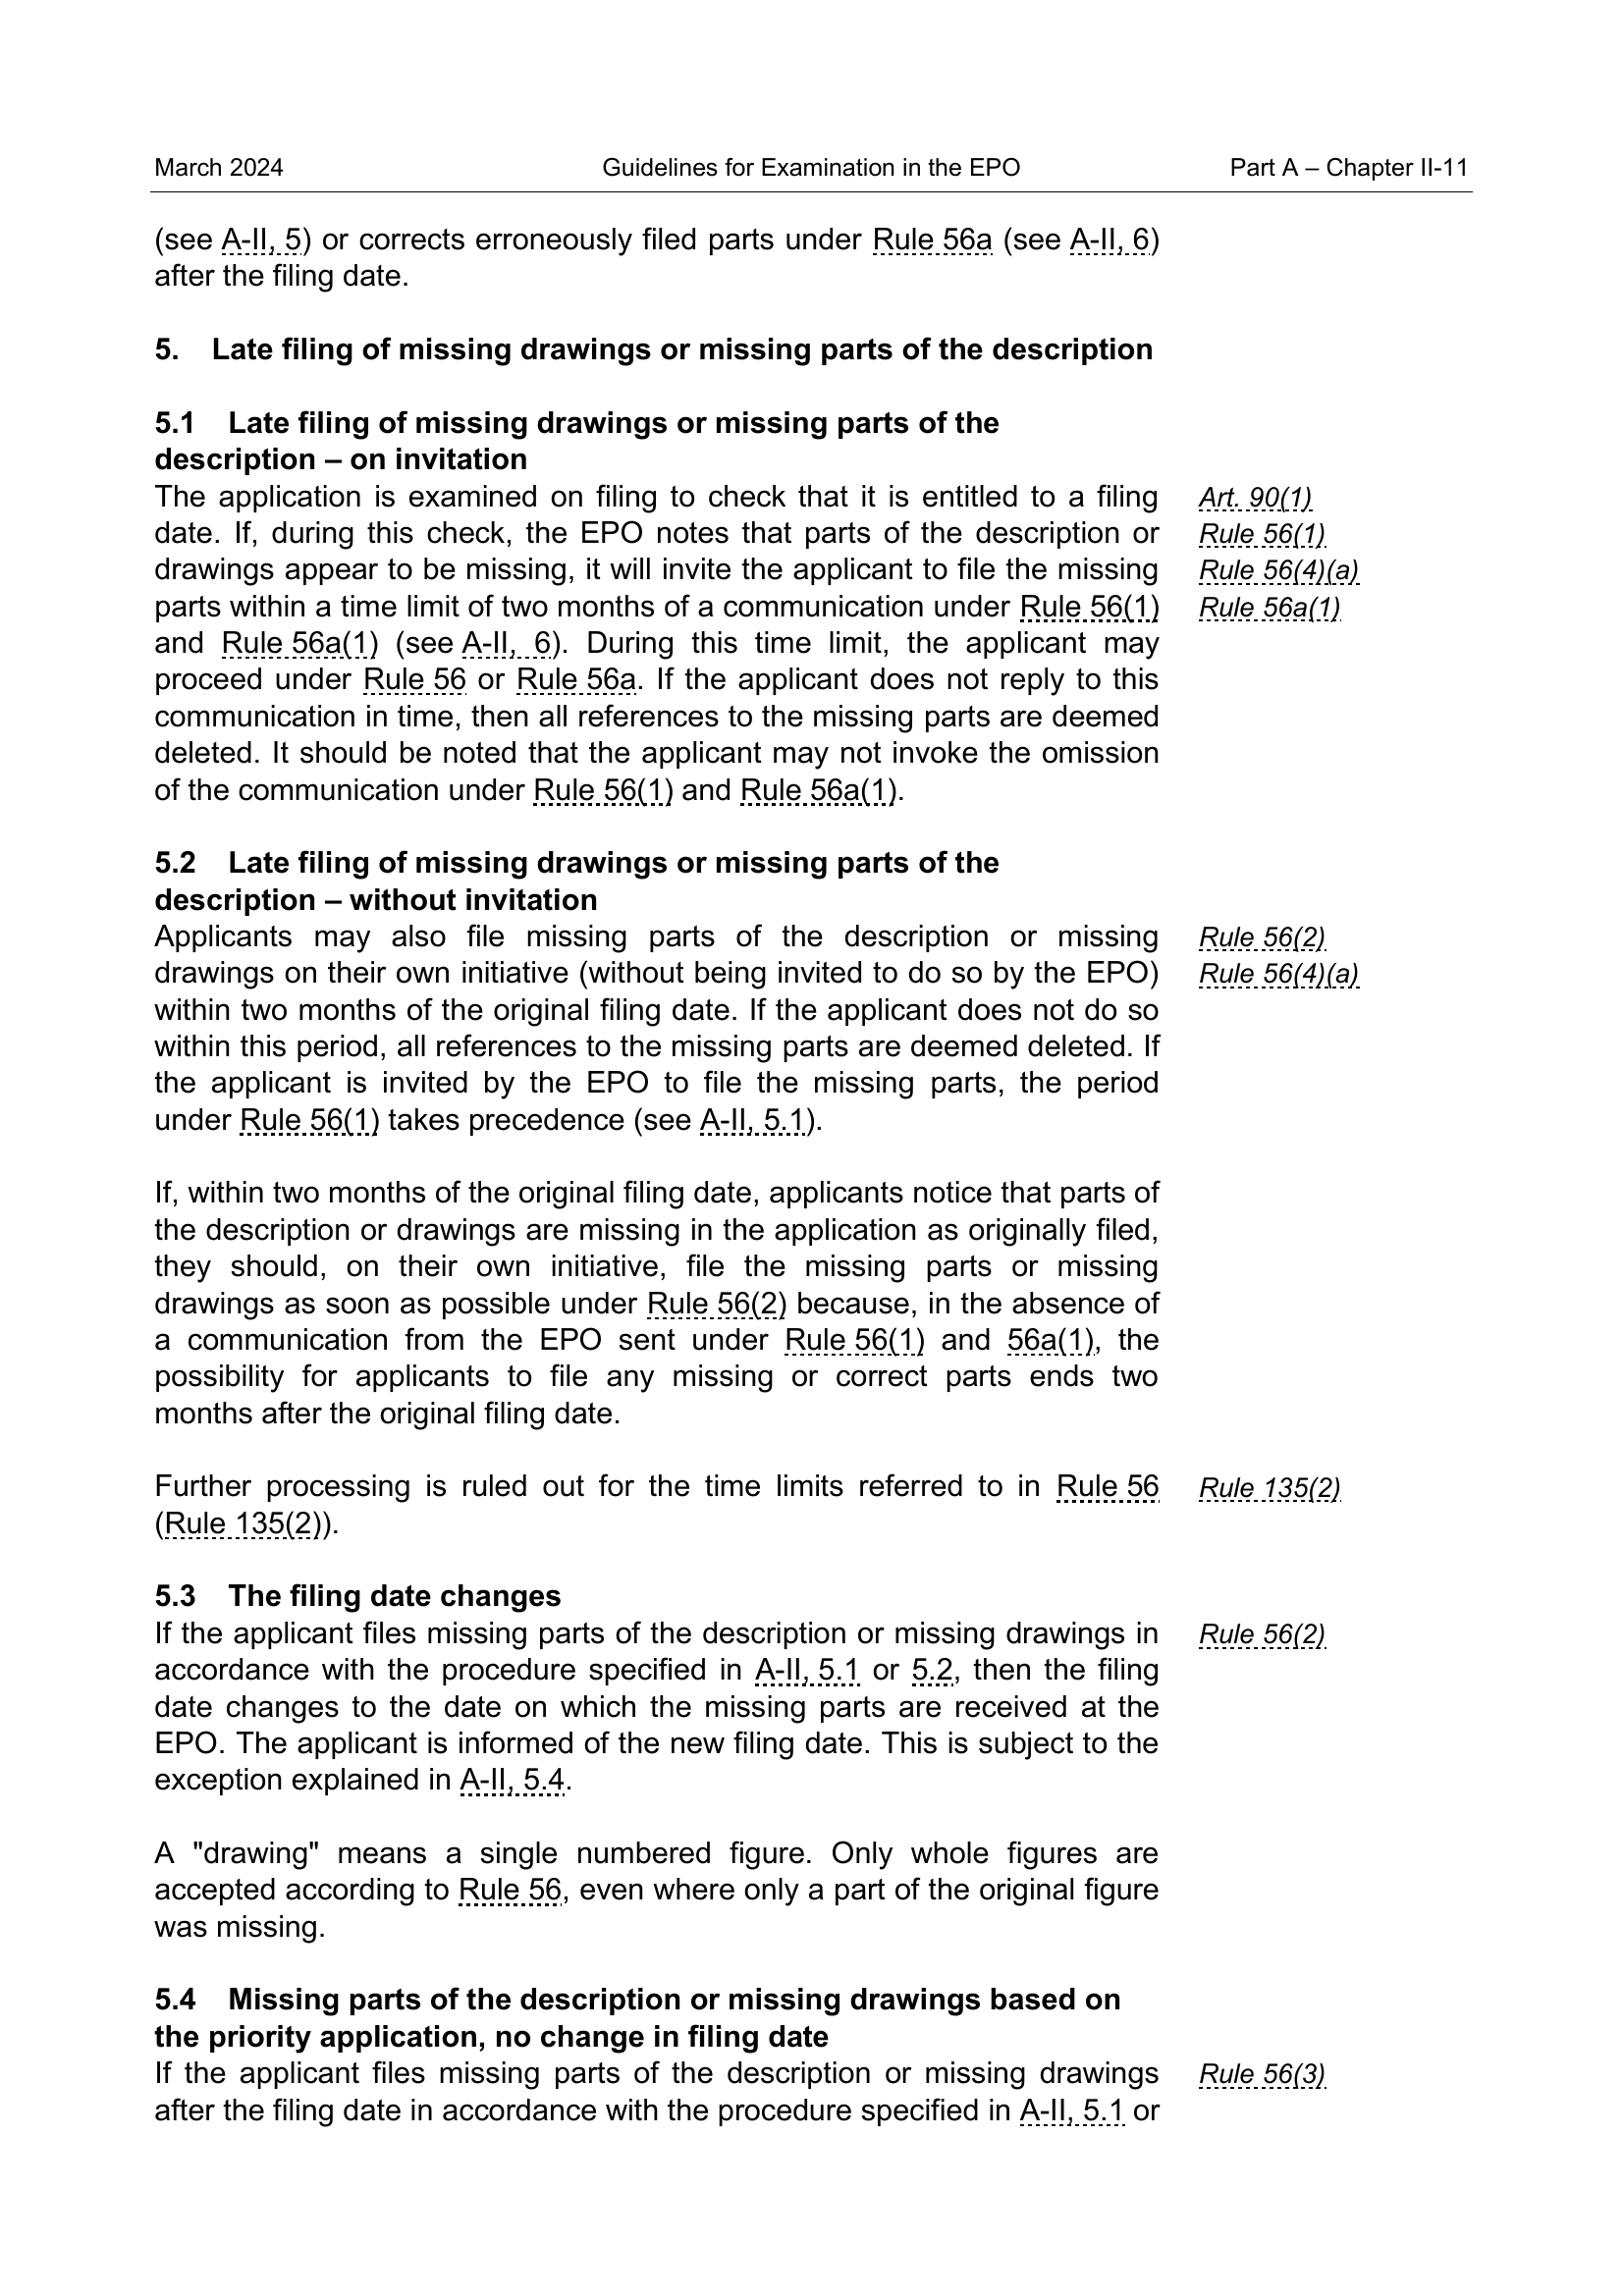 March 2024 Guidelines for Examination in the EPO Part A – Chapter II-11
(see A-II, 5) or corrects erroneously filed parts under Rule 56a (see A-II, 6)
after the filing date.
5. Late filing of missing drawings or missing parts of the description
5.1 Late filing of missing drawings or missing parts of the
description – on invitation
The application is examined on filing to check that it is entitled to a filing Art. 90(1)
date. If, during this check, the EPO notes that parts of the description or Rule 56(1)
drawings appear to be missing, it will invite the applicant to file the missing Rule 56(4)(a)
parts within a time limit of two months of a communication under Rule 56(1) Rule 56a(1)
and Rule 56a(1) (see A-II, 6). During this time limit, the applicant may
proceed under Rule 56 or Rule 56a. If the applicant does not reply to this
communication in time, then all references to the missing parts are deemed
deleted. It should be noted that the applicant may not invoke the omission
of the communication under Rule 56(1) and Rule 56a(1).
5.2 Late filing of missing drawings or missing parts of the
description – without invitation
Applicants may also file missing parts of the description or missing Rule 56(2)
drawings on their own initiative (without being invited to do so by the EPO) Rule 56(4)(a)
within two months of the original filing date. If the applicant does not do so
within this period, all references to the missing parts are deemed deleted. If
the applicant is invited by the EPO to file the missing parts, the period
under Rule 56(1) takes precedence (see A-II, 5.1).
If, within two months of the original filing date, applicants notice that parts of
the description or drawings are missing in the application as originally filed,
they should, on their own initiative, file the missing parts or missing
drawings as soon as possible under Rule 56(2) because, in the absence of
a communication from the EPO sent under Rule 56(1) and 56a(1), the
possibility for applicants to file any missing or correct parts ends two
months after the original filing date.
Further processing is ruled out for the time limits referred to in Rule 56 Rule 135(2)
(Rule 135(2)).
5.3 The filing date changes
If the applicant files missing parts of the description or missing drawings in Rule 56(2)
accordance with the procedure specified in A-II, 5.1 or 5.2, then the filing
date changes to the date on which the missing parts are received at the
EPO. The applicant is informed of the new filing date. This is subject to the
exception explained in A-II, 5.4.
A "drawing" means a single numbered figure. Only whole figures are
accepted according to Rule 56, even where only a part of the original figure
was missing.
5.4 Missing parts of the description or missing drawings based on
the priority application, no change in filing date
If the applicant files missing parts of the description or missing drawings Rule 56(3)
after the filing date in accordance with the procedure specified in A-II, 5.1 or